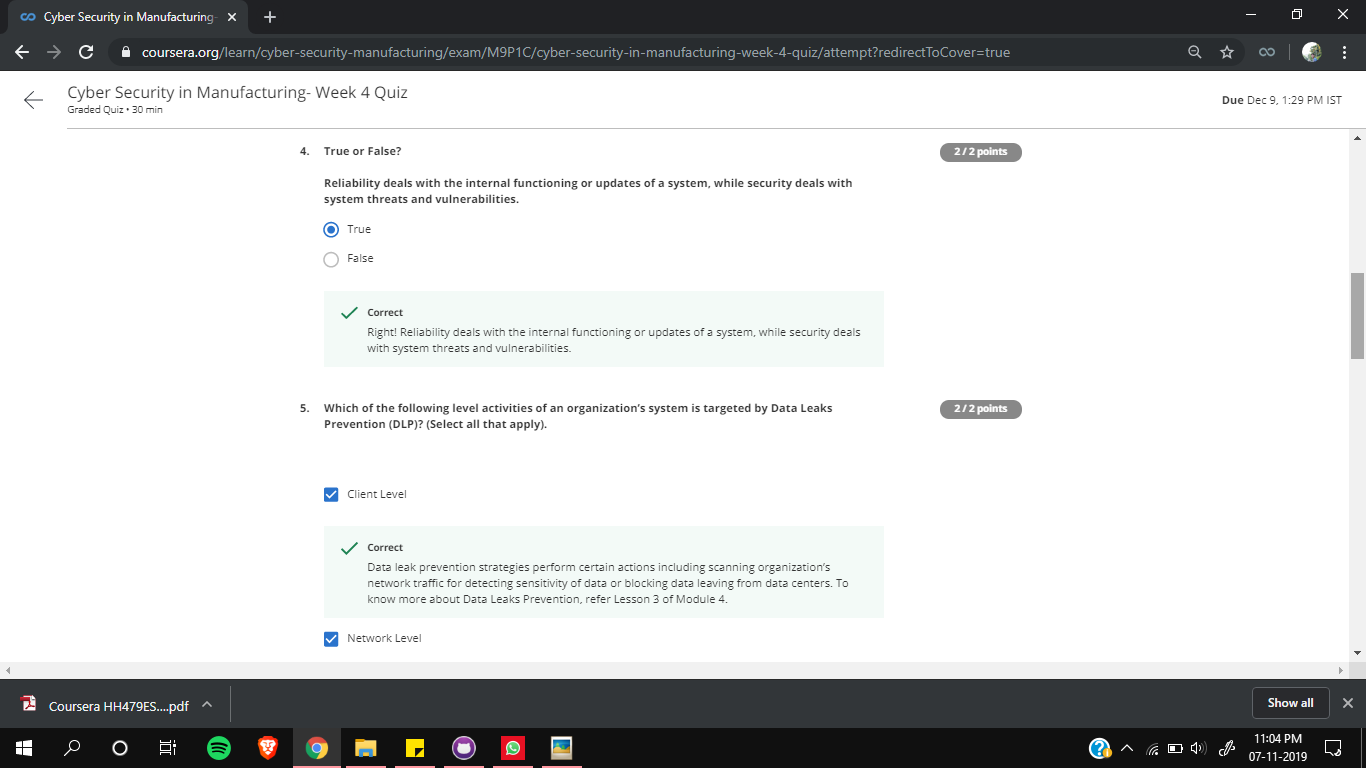 Cyber Security in Manufacturing-
coursera.org/learn/cyber-security-manufacturing/exam/M9P1C/cyber-security-in-manufacturing-week-4-quiz/attempt?redirectToCover=true
Cyber Security in Manufacturing- Week 4 Quiz
Graded Quiz • 30 min
Due Dec 9, 1:29 PM IST
4. True or False?
2 / 2 points
Reliability deals with the internal functioning or updates of a system, while security deals with
system threats and vulnerabilities.
True
False
Correct
Right! Reliability deals with the internal functioning or updates of a system, while security deals
with system threats and vulnerabilities.
5. Which of the following level activities of an organization's system is targeted by Data Leaks
2 / 2 points
Prevention (DLP)? (Select all that apply).
Client Level
Correct
Data leak prevention strategies perform certain actions including scanning organization's
network traffic for detecting sensitivity of data or blocking data leaving from data centers. To
know more about Data Leaks Prevention, refer Lesson 3 of Module 4.
Network Level
Coursera HH479ES....pdf
Show all
11:04 PM
07-11-2019